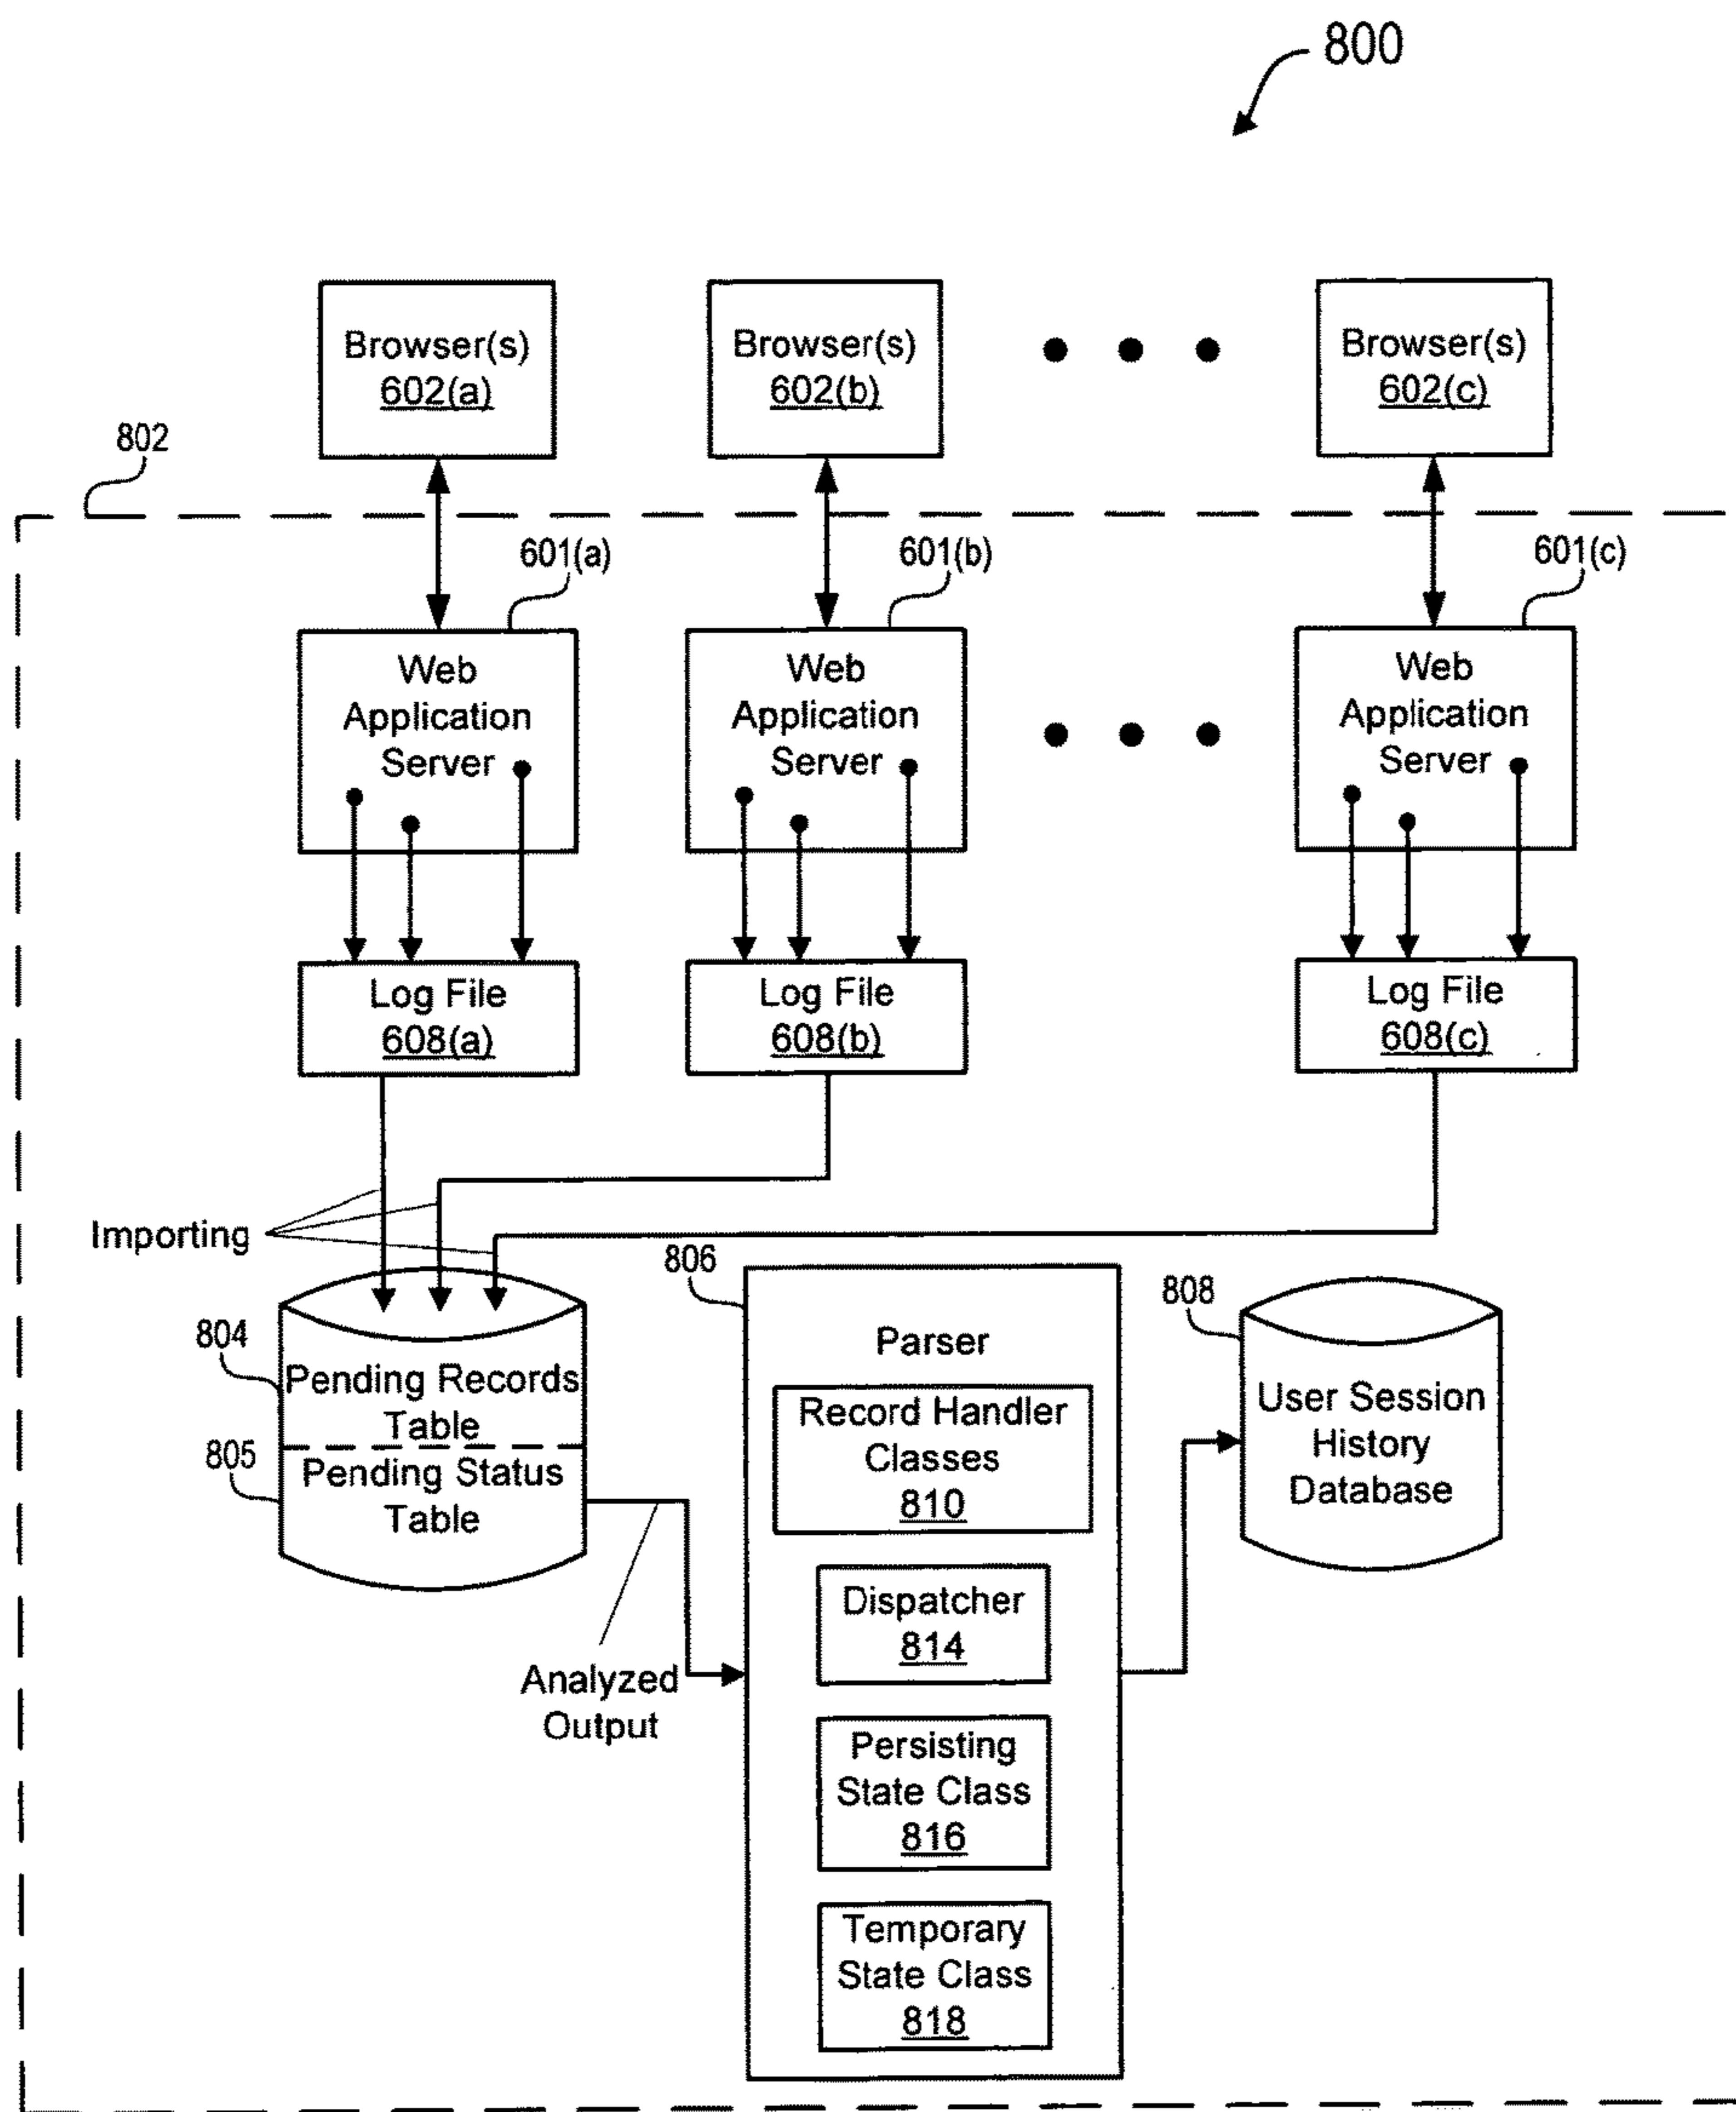 800
Browser(s)
602(a)
Browser(s)
602(b)
Browser(s)
602(c)
802
601(a)
601(b)
601(c)
Web
Application
Server
Web
Application
Server
Web
Application
Server
Log File
608(a)
Log File
608(b)
Log File
608(c)
Importing
804
Pending Records
Table
805
Pending Status
Table
Analyzed
Output
806
Parser
Record Handler
Classes
810
Dispatcher
814
Persisting
State Class
816
Temporary
State Class
818
808
User Session
History
Database